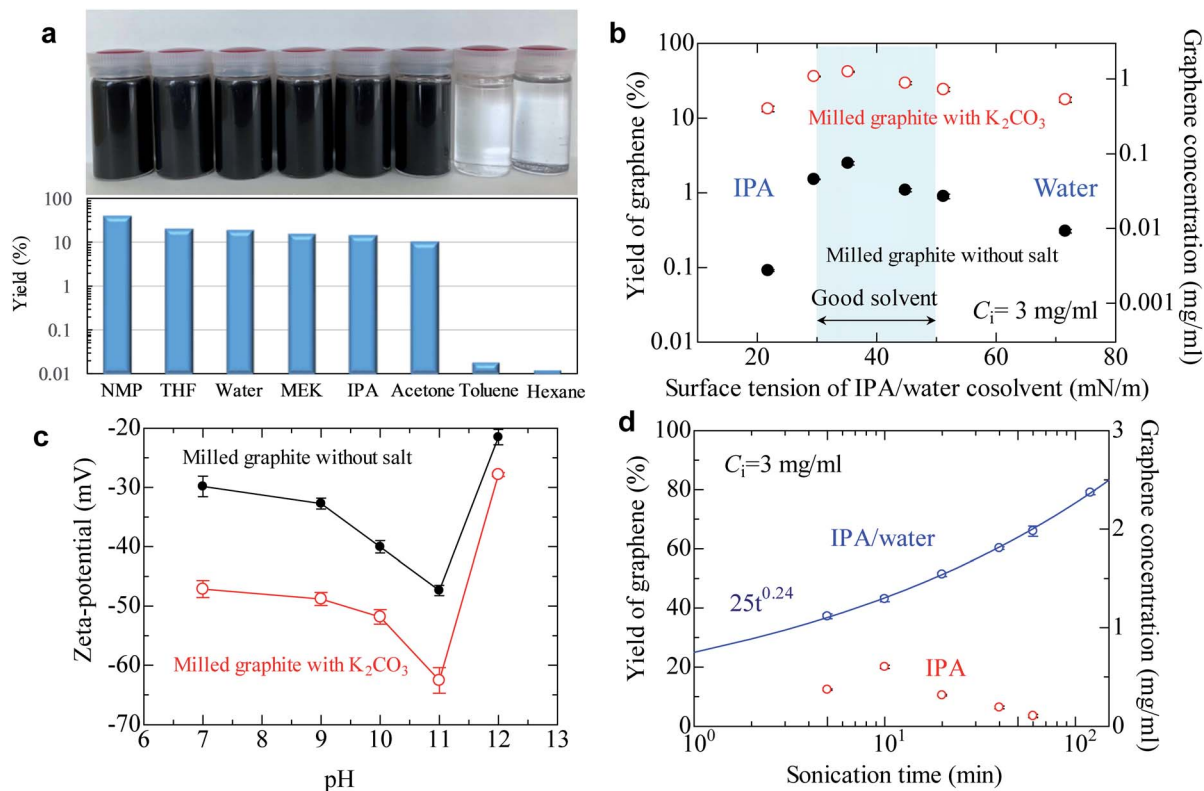 a
Yield (%)
100
10
1
0.1
0.01
NMP THF Water MEK IPA Acetone Toluene Hexane
b
Yield of graphene (%)
100
10
1
0.1
0.01
Milled graphite with K₂CO₃
IPA
Water
Milled graphite without salt
Good solvent
Cᵢ= 3 mg/ml
1
0.1
0.01
0.001
Graphene concentration (mg/ml)
20 40 60 80
Surface tension of IPA/water cosolvent (mN/m)
c
Zeta-potential (mV)
-20
-30
-40
-50
-60
-70
Milled graphite without salt
Milled graphite with K₂CO₃
6 7 8 9 10 11 12 13
pH
d
Yield of graphene (%)
100
80
60
40
20
0
Cᵢ=3 mg/ml
IPA/water
25t⁰·²⁴
IPA
3
2
1
0
Graphene concentration (mg/ml)
10⁰ 10¹ 10²
Sonication time (min)